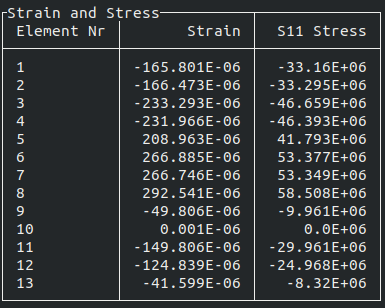 Strain and Stress
Element Nr Strain S11 Stress
1 -165.801E-06 -33.16E+06
2 -166.473E-06 -33.295E+06
3 -233.293E-06 -46.659E+06
4 -231.966E-06 -46.393E+06
5 208.963E-06 41.793E+06
6 266.885E-06 53.377E+06
7 266.746E-06 53.349E+06
8 292.541E-06 58.508E+06
9 -49.806E-06 -9.961E+06
10 0.001E-06 0.0E+06
11 -149.806E-06 -29.961E+06
12 -124.839E-06 -24.968E+06
13 -41.599E-06 -8.32E+06